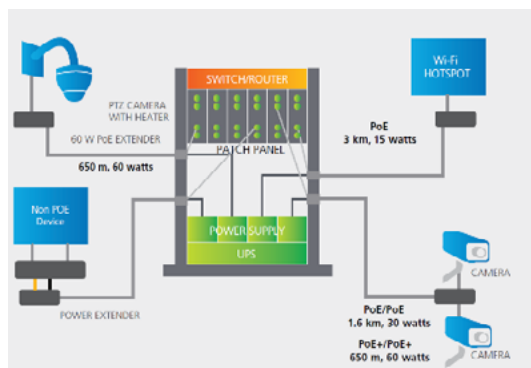 SWITCH/ROUTER
Wi-Fi
HOTSPOT
PTZ CAMERA
WITH HEATER
60 W PoE EXTENDER
650 m, 60 watts
PATCH PANEL
PoE
3 km, 15 watts
Non POE
Device
POWER SUPPLY
UPS
POWER EXTENDER
CAMERA
PoE/PoE
1.6 km, 30 watts
PoE+/PoE+
650 m, 60 watts
CAMERA